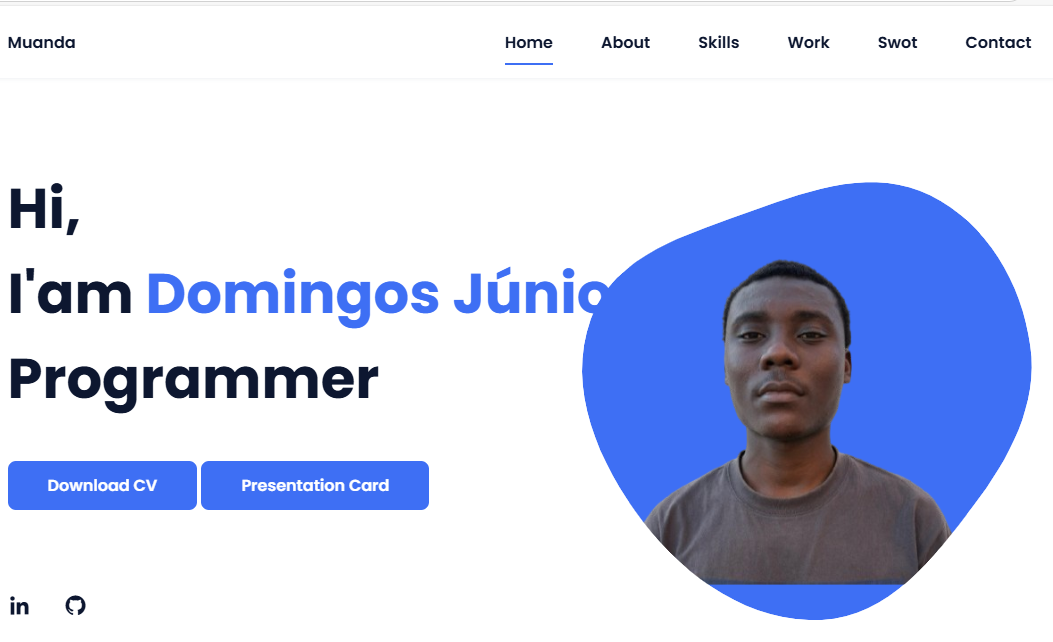 Muanda
Home About Skills Work Swot Contact
Hi,
I'am Domingos Júnio
Programmer
Download CV Presentation Card
in